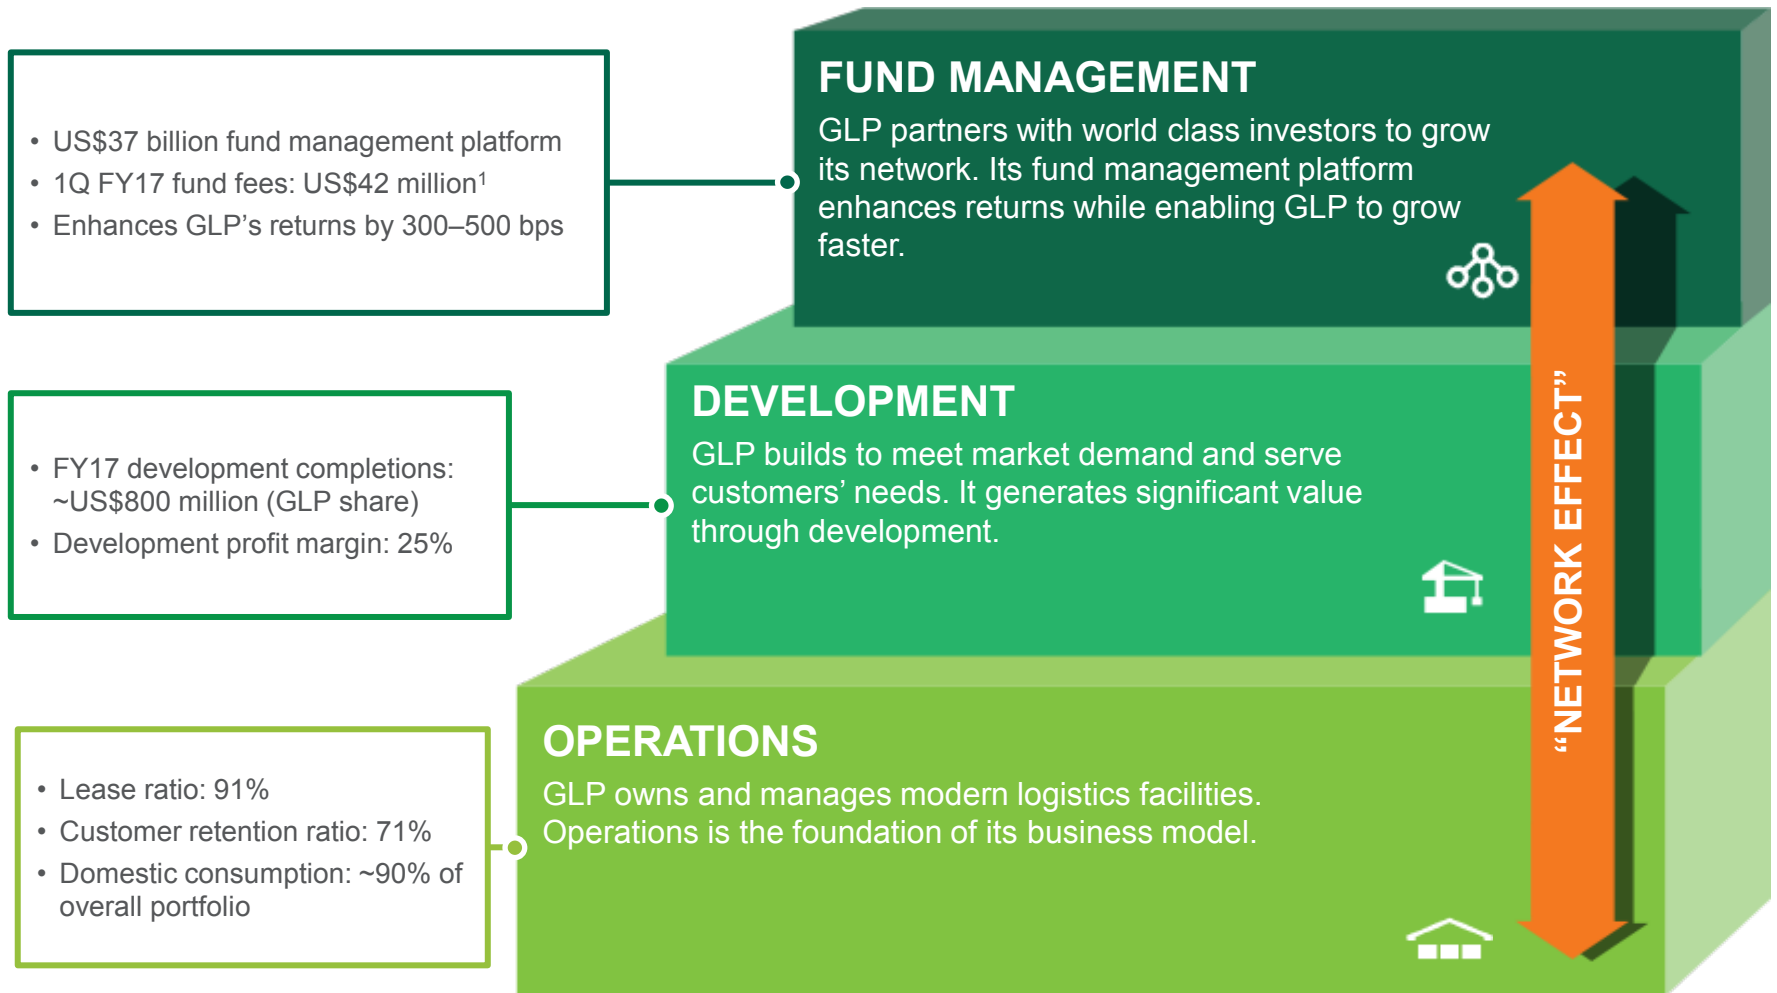 FUND MANAGEMENT
GLP partners with world class investors to grow
its network. Its fund management platform
enhances returns while enabling GLP to grow
faster.
• US$37 billion fund management platform
• 1Q FY17 fund fees: US$42 million¹
• Enhances GLP’s returns by 300–500 bps
DEVELOPMENT
GLP builds to meet market demand and serve
customers’ needs. It generates significant value
through development.
• FY17 development completions:
~US$800 million (GLP share)
• Development profit margin: 25%
OPERATIONS
GLP owns and manages modern logistics facilities.
Operations is the foundation of its business model.
• Lease ratio: 91%
• Customer retention ratio: 71%
• Domestic consumption: ~90% of
overall portfolio
“NETWORK EFFECT”